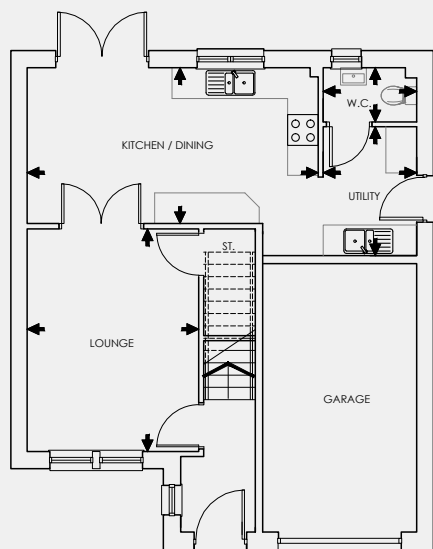 W.C.
KITCHEN / DINING
UTILITY
ST.
LOUNGE
GARAGE